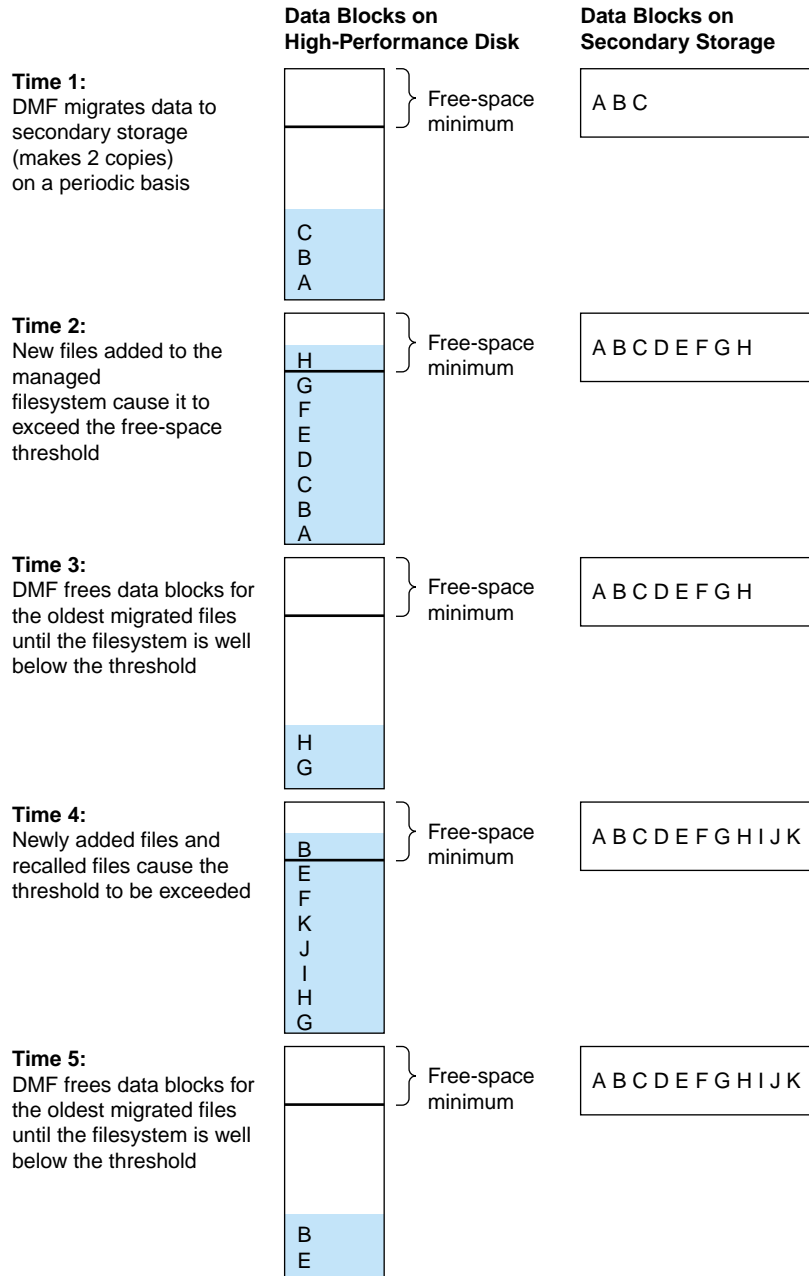 Data Blocks on
High-Performance Disk
Data Blocks on
Secondary Storage
Time 1:
DMF migrates data to
secondary storage
(makes 2 copies)
on a periodic basis
C
B
A
Free-space
minimum
A B C
Time 2:
New files added to the
managed
filesystem cause it to
exceed the free-space
threshold
H
G
F
E
D
C
B
A
Free-space
minimum
A B C D E F G H
Time 3:
DMF frees data blocks for
the oldest migrated files
until the filesystem is well
below the threshold
H
G
Free-space
minimum
A B C D E F G H
Time 4:
Newly added files and
recalled files cause the
threshold to be exceeded
B
E
F
K
J
I
H
G
Free-space
minimum
A B C D E F G H I J K
Time 5:
DMF frees data blocks for
the oldest migrated files
until the filesystem is well
below the threshold
B
E
Free-space
minimum
A B C D E F G H I J K